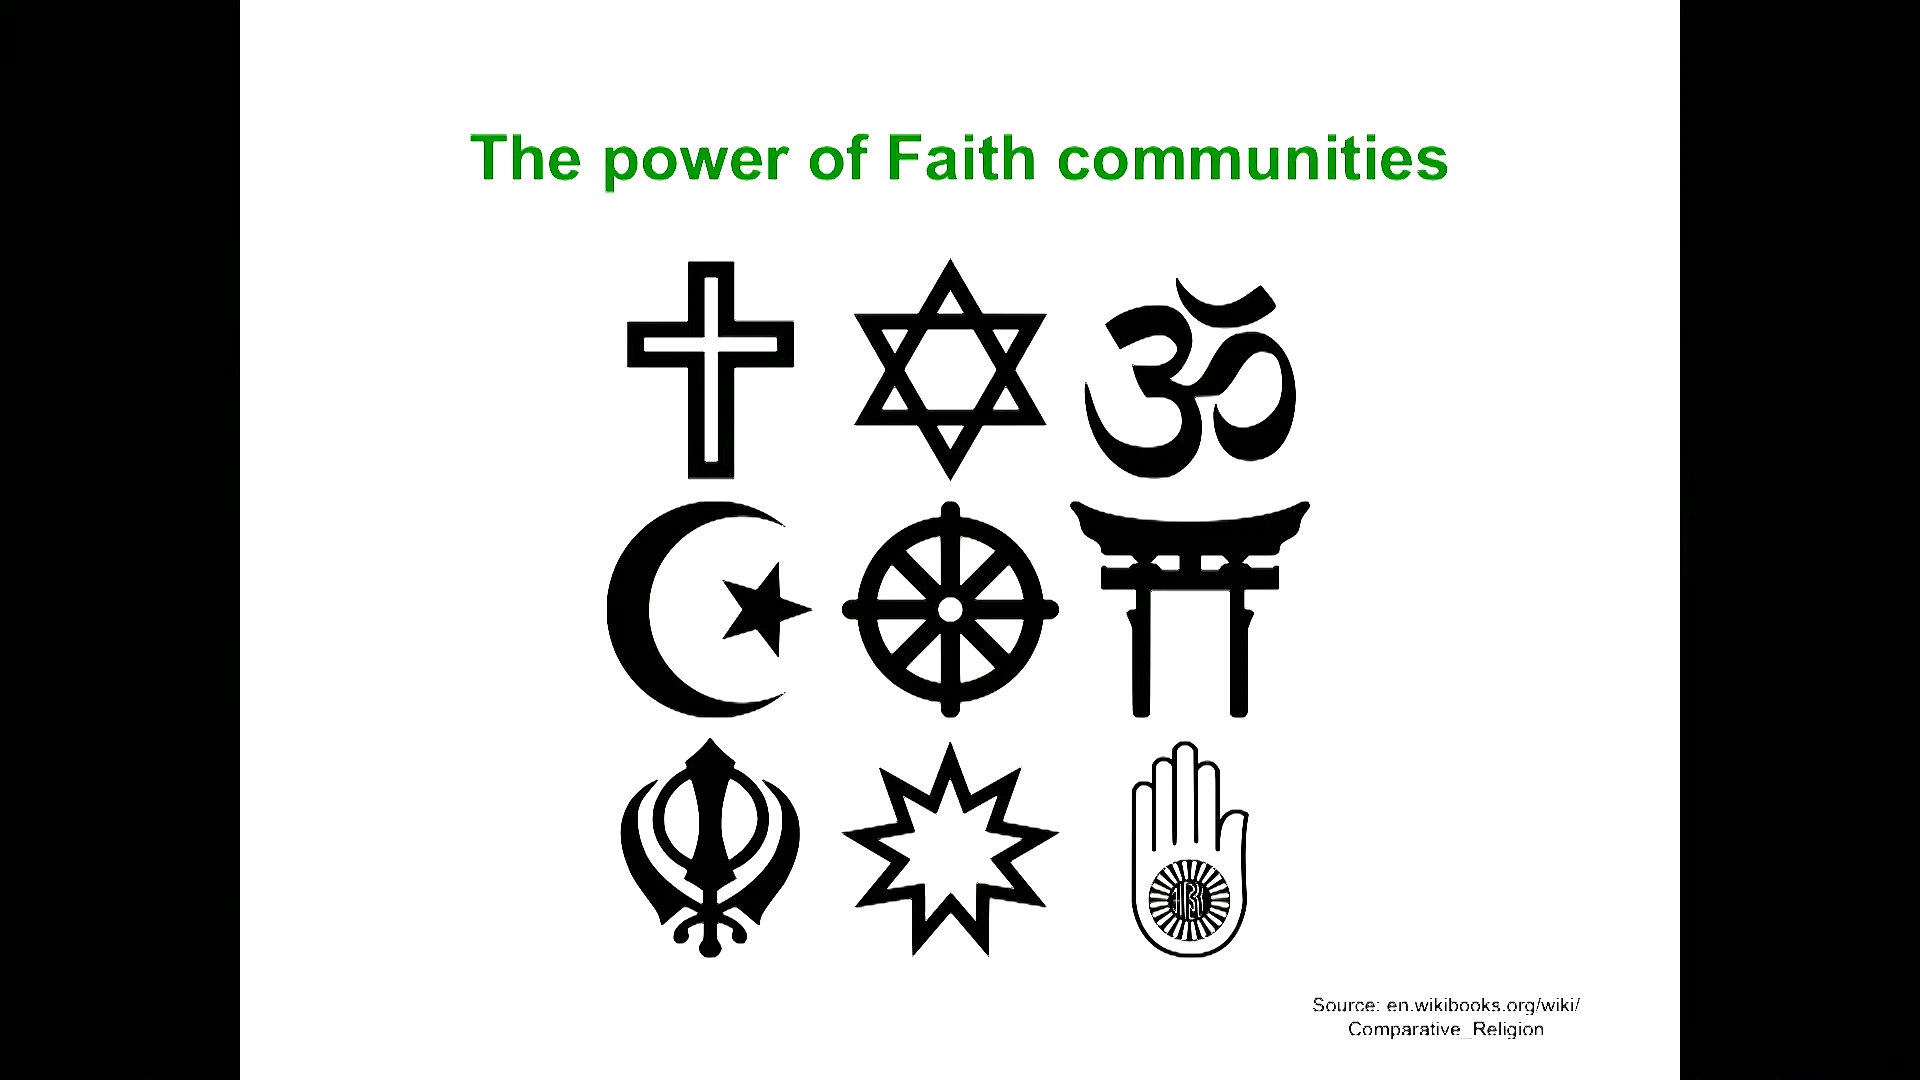 The power of Faith communities
ॐ
Source: en.wikibooks.org/wiki/
Comparative_Religion